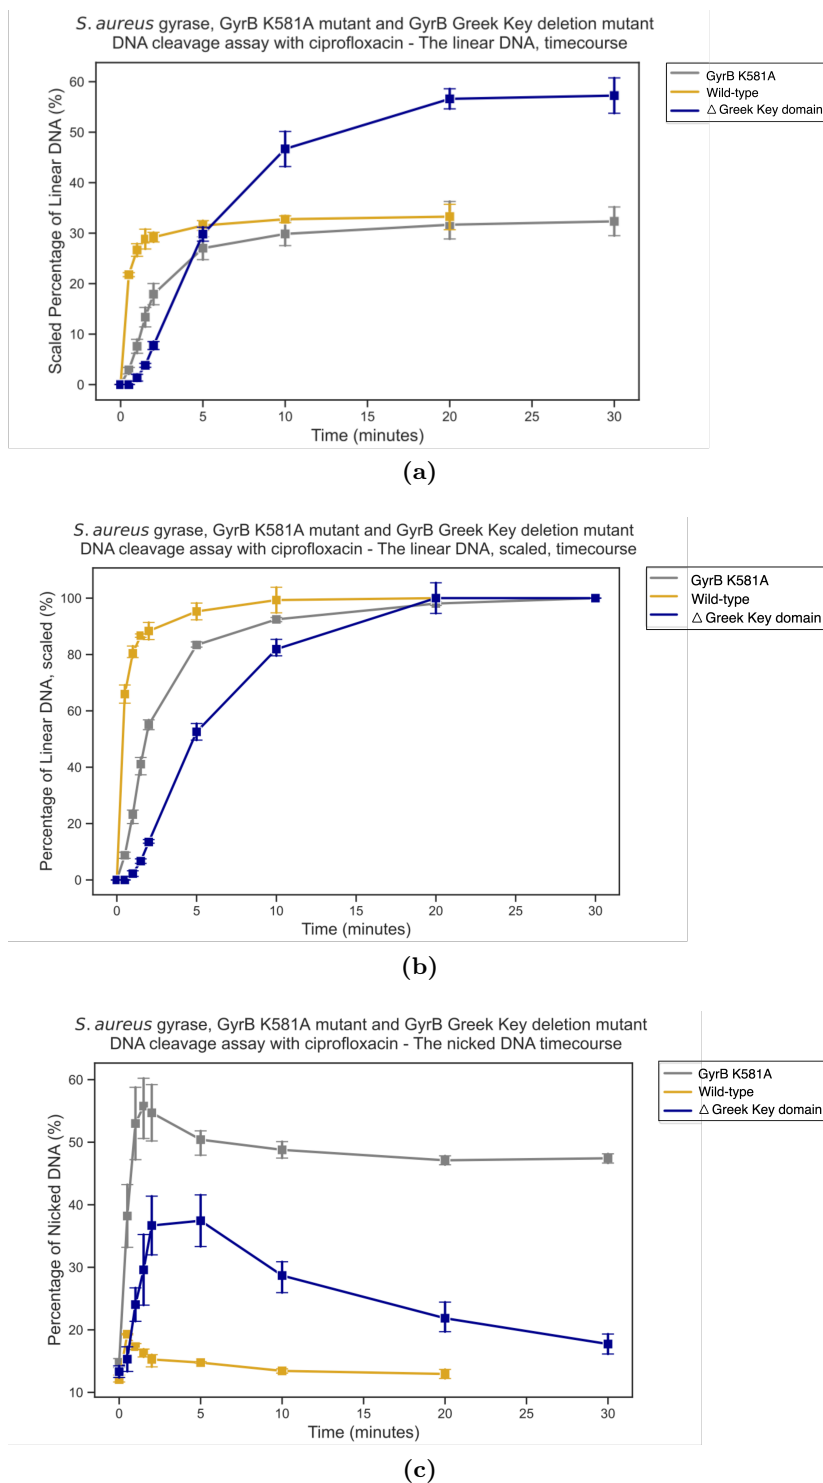 S. aureus gyrase, GyrB K581A mutant and GyrB Greek Key deletion mutant
DNA cleavage assay with ciprofloxacin - The linear DNA, timecourse
Scaled Percentage of Linear DNA (%)
60
50
40
30
20
10
0
0 5 10 15 20 25 30
Time (minutes)
GyrB K581A
Wild-type
△ Greek Key domain
(a)
S. aureus gyrase, GyrB K581A mutant and GyrB Greek Key deletion mutant
DNA cleavage assay with ciprofloxacin - The linear DNA, scaled, timecourse
Percentage of Linear DNA, scaled (%)
100
80
60
40
20
0
0 5 10 15 20 25 30
Time (minutes)
GyrB K581A
Wild-type
△ Greek Key domain
(b)
S. aureus gyrase, GyrB K581A mutant and GyrB Greek Key deletion mutant
DNA cleavage assay with ciprofloxacin - The nicked DNA timecourse
Percentage of Nicked DNA (%)
60
50
40
30
20
10
0 5 10 15 20 25 30
Time (minutes)
GyrB K581A
Wild-type
△ Greek Key domain
(c)